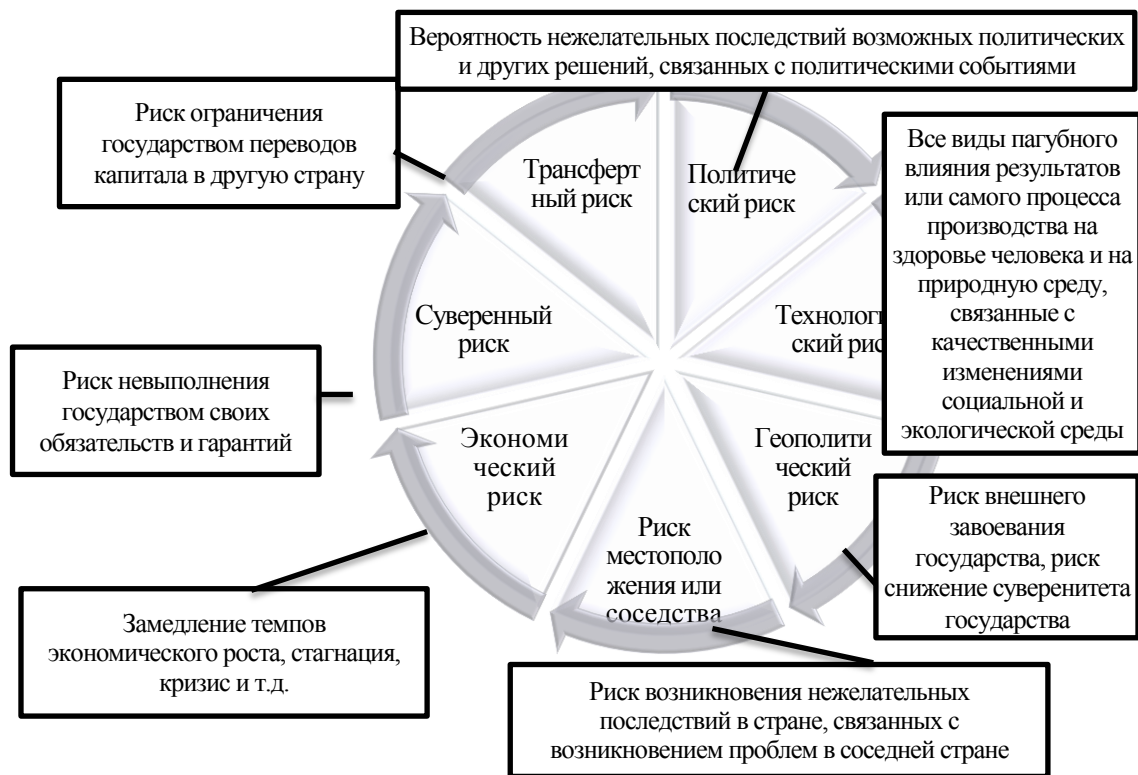 Вероятность нежелательных последствий возможных политических
и других решений, связанных с политическими событиями
Риск ограничения
государством переводов
капитала в другую страну
Трансферт
ный риск
Политиче
ский риск
Все виды пагубного
влияния результатов
или самого процесса
производства на
здоровье человека и на
природную среду,
связанные с
качественными
изменениями
социальной и
экологической среды
Суверенный
риск
Технологи
ский рис
Риск невыполнения
государством своих
обязательств и гарантий
Экономи
ческий
риск
Геополити
ческий
риск
Риск
местополо
жения или
соседства
Риск внешнего
завоевания
государства, риск
снижение суверенитета
государства
Замедление темпов
экономического роста, стагнация,
кризис и т.д.
Риск возникновения нежелательных
последствий в стране, связанных с
возникновением проблем в соседней стране